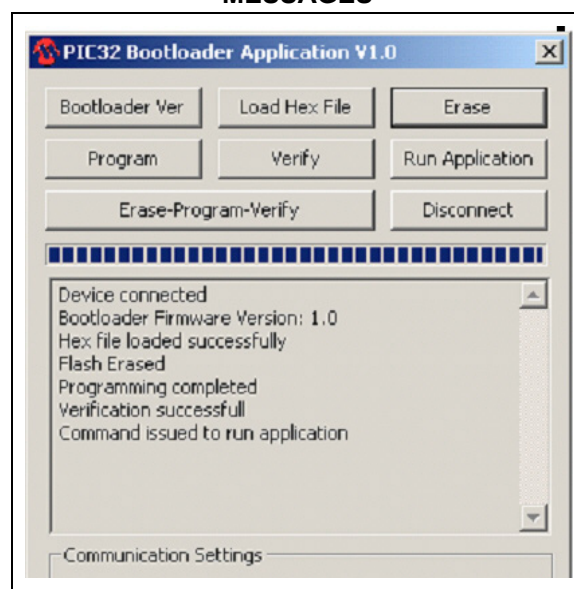 MESSAGES
PIC32 Bootloader Application V1.0
Bootloader Ver Load Hex File Erase
Program Verify Run Application
Erase-Program-Verify Disconnect
Device connected
Bootloader Firmware Version: 1.0
Hex file loaded successfully
Flash Erased
Programming completed
Verification successfull
Command issued to run application
Communication Settings